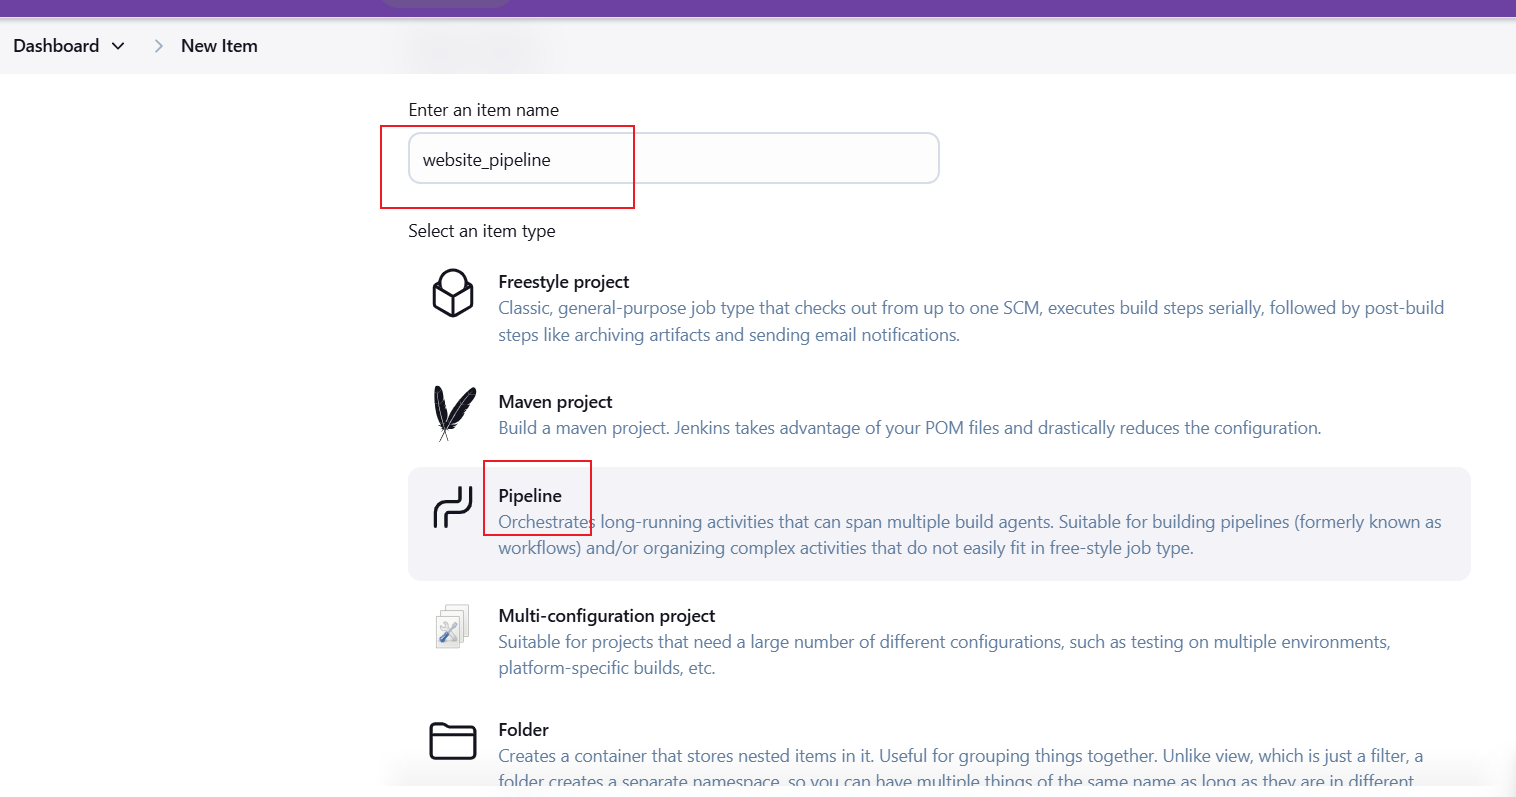 Dashboard
New Item
Enter an item name
website_pipeline
Select an item type
Freestyle project
Classic, general-purpose job type that checks out from up to one SCM, executes build steps serially, followed by post-build
steps like archiving artifacts and sending email notifications.
Maven project
Build a maven project. Jenkins takes advantage of your POM files and drastically reduces the configuration.
Pipeline
Orchestrates long-running activities that can span multiple build agents. Suitable for building pipelines (formerly known as
workflows) and/or organizing complex activities that do not easily fit in free-style job type.
Multi-configuration project
Suitable for projects that need a large number of different configurations, such as testing on multiple environments,
platform-specific builds, etc.
Folder
Creates a container that stores nested items in it. Useful for grouping things together. Unlike view, which is just a filter, a
folder creates a separate namespace, so you can have multiple things of the same name as long as they are in different